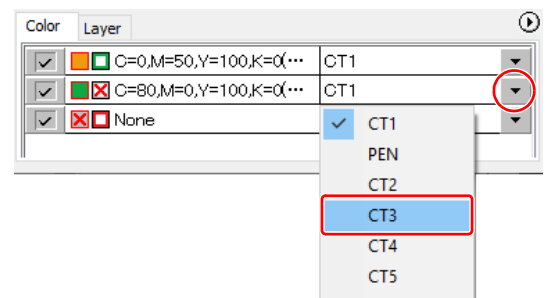 Color Layer
C=0,M=50,Y=100,K=0(… CT1
C=80,M=0,Y=100,K=0(… CT1
None
CT1
PEN
CT2
CT3
CT4
CT5